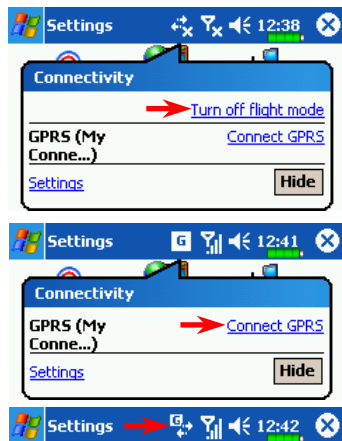 Settings 12:38
Connectivity
Turn off flight mode
GPRS (My Conne...) Connect GPRS
Settings Hide
Settings G 12:41
Connectivity
GPRS (My Conne...) Connect GPRS
Settings Hide
Settings G 12:42